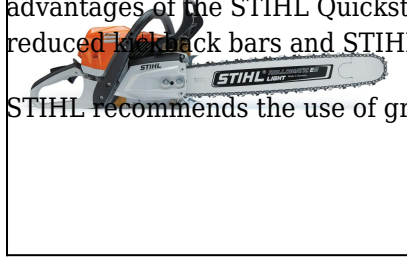 advantages of the STIHL Quickst
reduced kickback bars and STIHL
STIHL
STIHL ROLLOMATIC E
LIGHT
STIHL recommends the use of gr